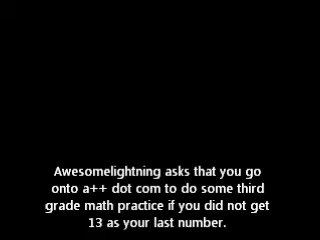 Awesomelightning asks that you go
onto a++ dot com to do some third
grade math practice if you did not get
13 as your last number.